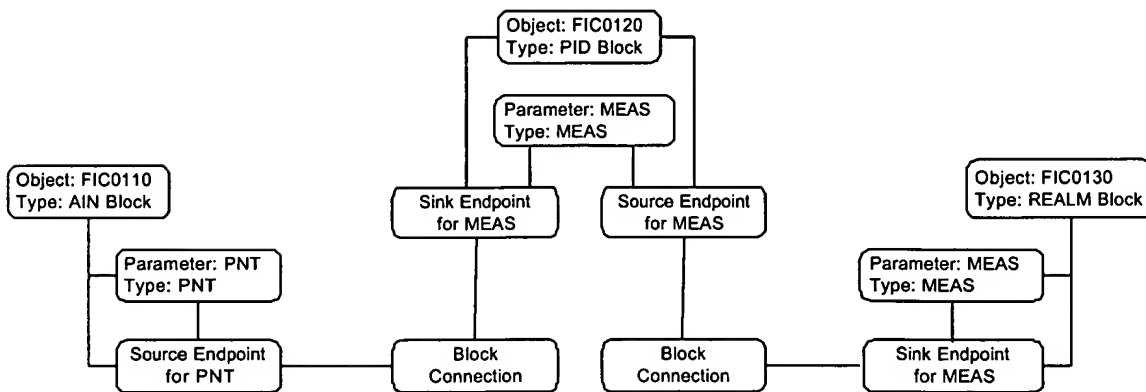 Object: FIC0120
Type: PID Block
Parameter: MEAS
Type: MEAS
Object: FIC0110
Type: AIN Block
Sink Endpoint
for MEAS
Source Endpoint
for MEAS
Object: FIC0130
Type: REALM Block
Parameter: PNT
Type: PNT
Parameter: MEAS
Type: MEAS
Source Endpoint
for PNT
Block
Connection
Block
Connection
Sink Endpoint
for MEAS